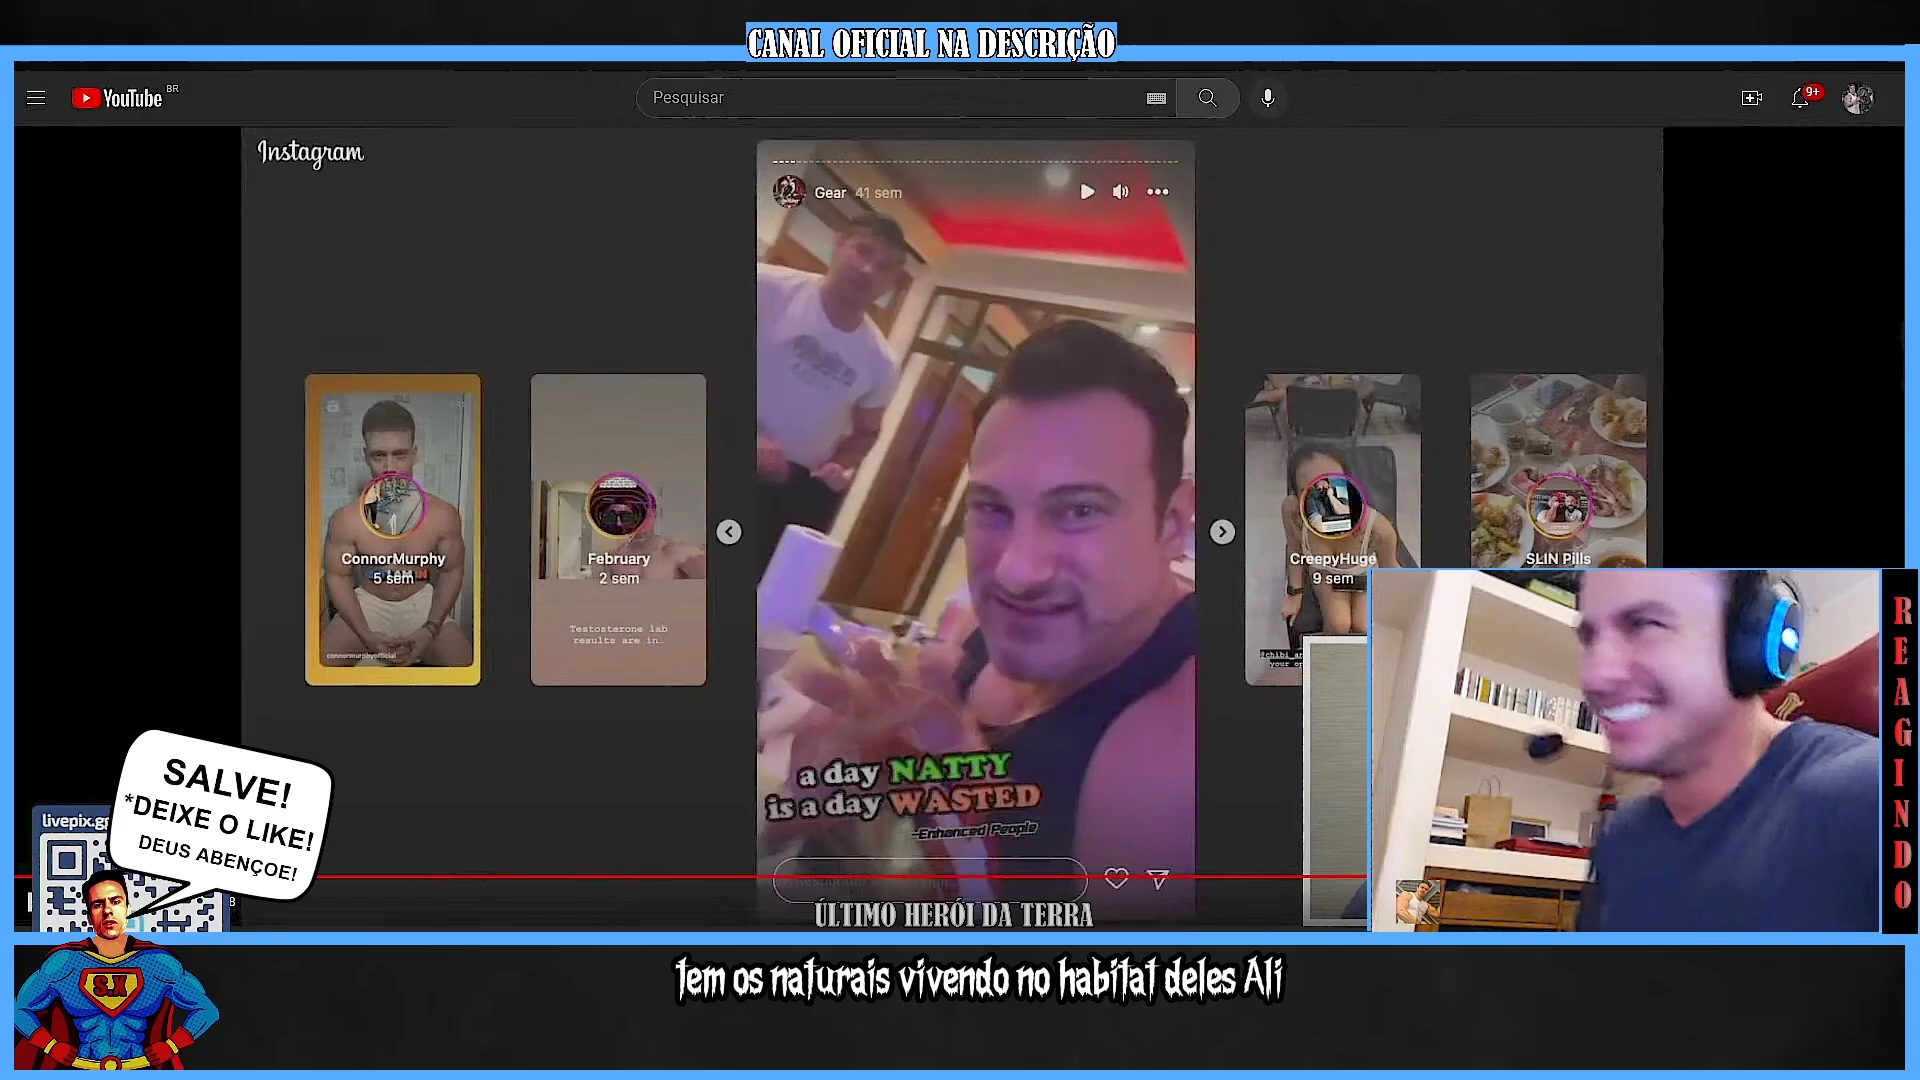 CANAL OFICIAL NA DESCRIÇÃO
YouTube BR
Pesquisar
9+
Instagram
Gear 41 sem
ConnorMurphy
5 sem
connormurphyofficial
February
2 sem
Testosterone lab
results are in..
CreepyHuge
9 sem
your
SLIN Pills
a day NATTY
is a day WASTED
-Enhanced People
SALVE!
*DEIXE O LIKE!
DEUS ABENÇOE!
livepix.gg
S.X
ÚLTIMO HERÓI DA TERRA
REAGINDO
tem os naturais vivendo no habitat deles Ali